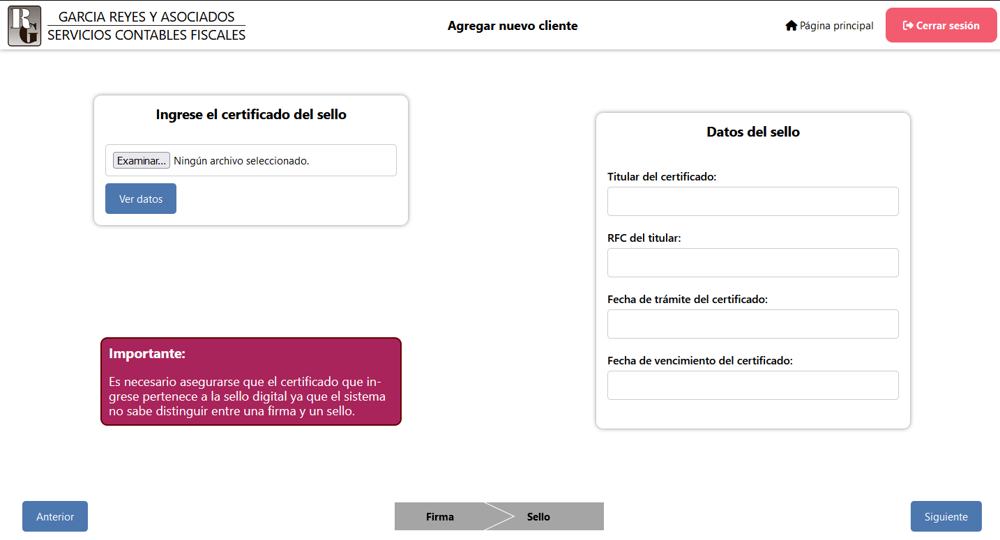 RG
GARCIA REYES Y ASOCIADOS
SERVICIOS CONTABLES FISCALES
Agregar nuevo cliente
Página principal
Cerrar sesión
Ingrese el certificado del sello
Examinar... Ningún archivo seleccionado.
Ver datos
Importante:
Es necesario asegurarse que el certificado que in-
grese pertenece a la sello digital ya que el sistema
no sabe distinguir entre una firma y un sello.
Datos del sello
Titular del certificado:
RFC del titular:
Fecha de trámite del certificado:
Fecha de vencimiento del certificado:
Anterior
Firma
Sello
Siguiente